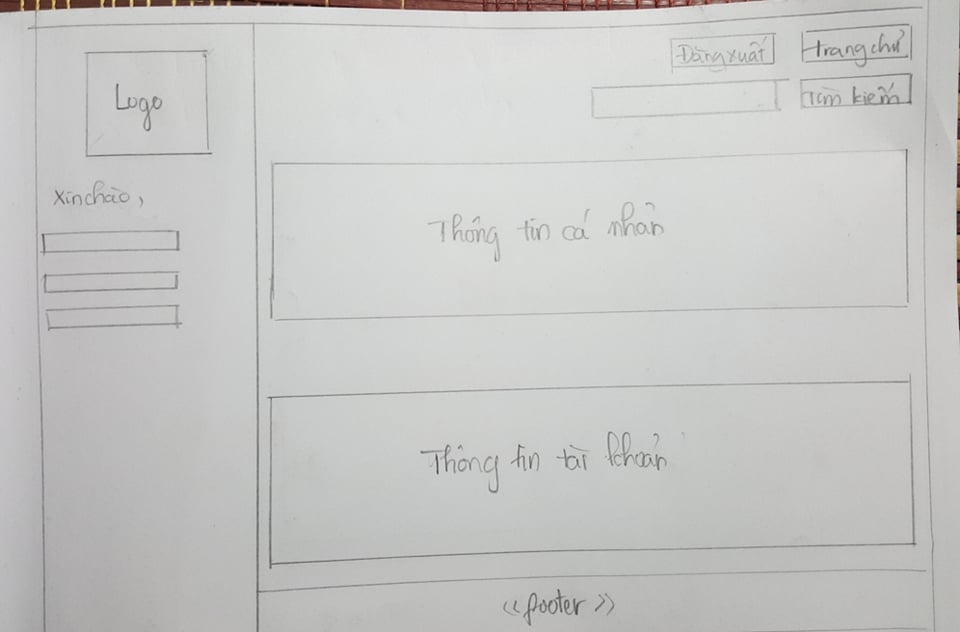 Logo
Xin chào,
Đăng xuất
Trang chủ
Tìm kiếm
Thông tin cá nhân
Thông tin tài khoản
<<footer>>